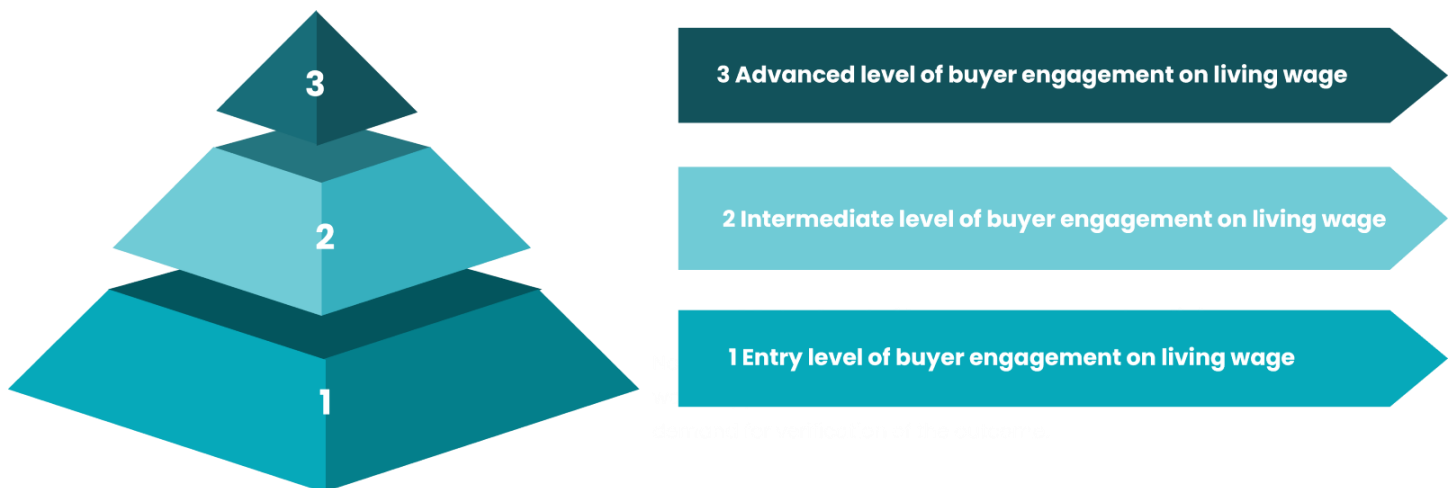 3
3 Advanced level of buyer engagement on living wage
2
2 Intermediate level of buyer engagement on living wage
1
1 Entry level of buyer engagement on living wage